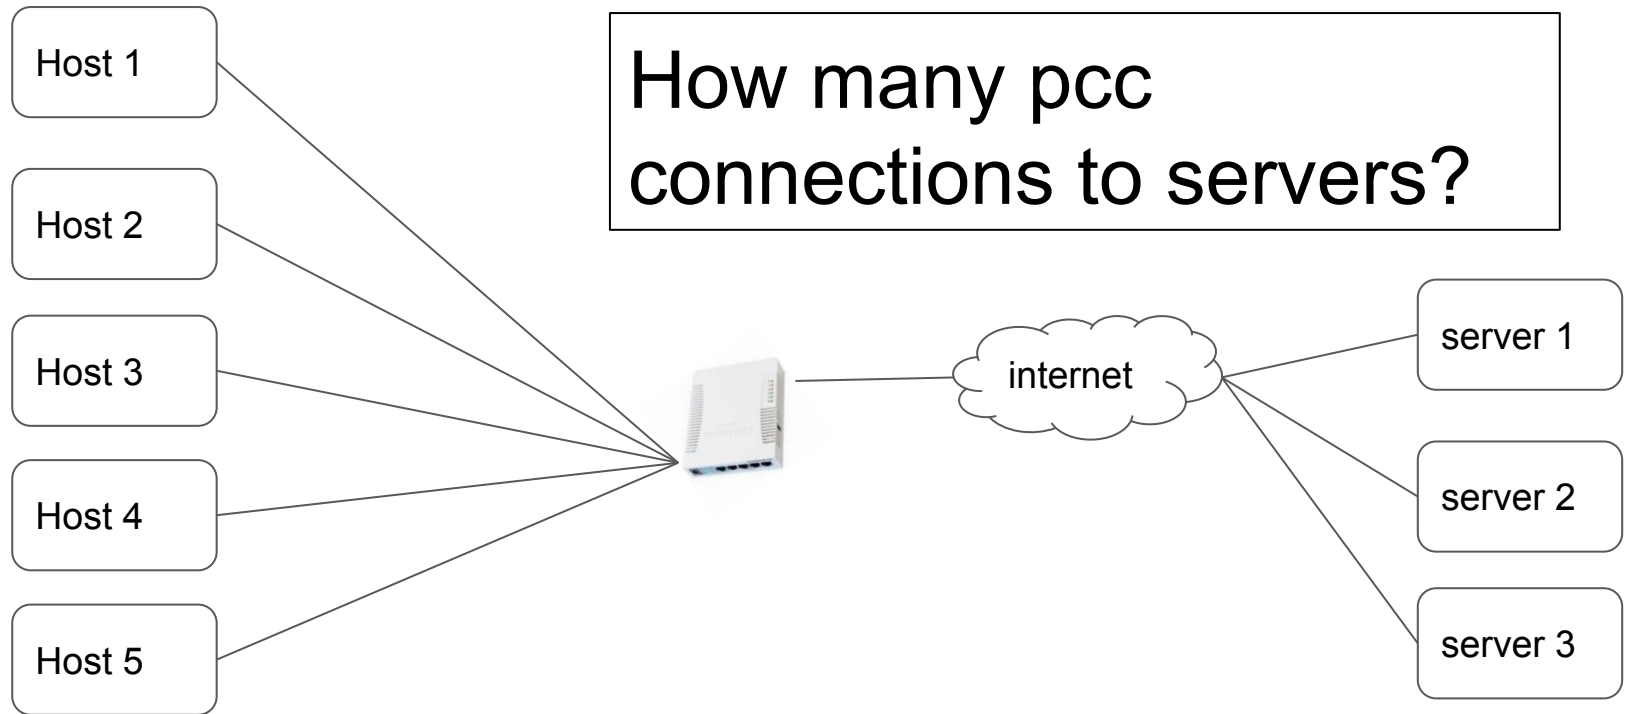 Host 1
How many pcc
connections to servers?
Host 2
Host 3
Host 4
Host 5
internet
server 1
server 2
server 3